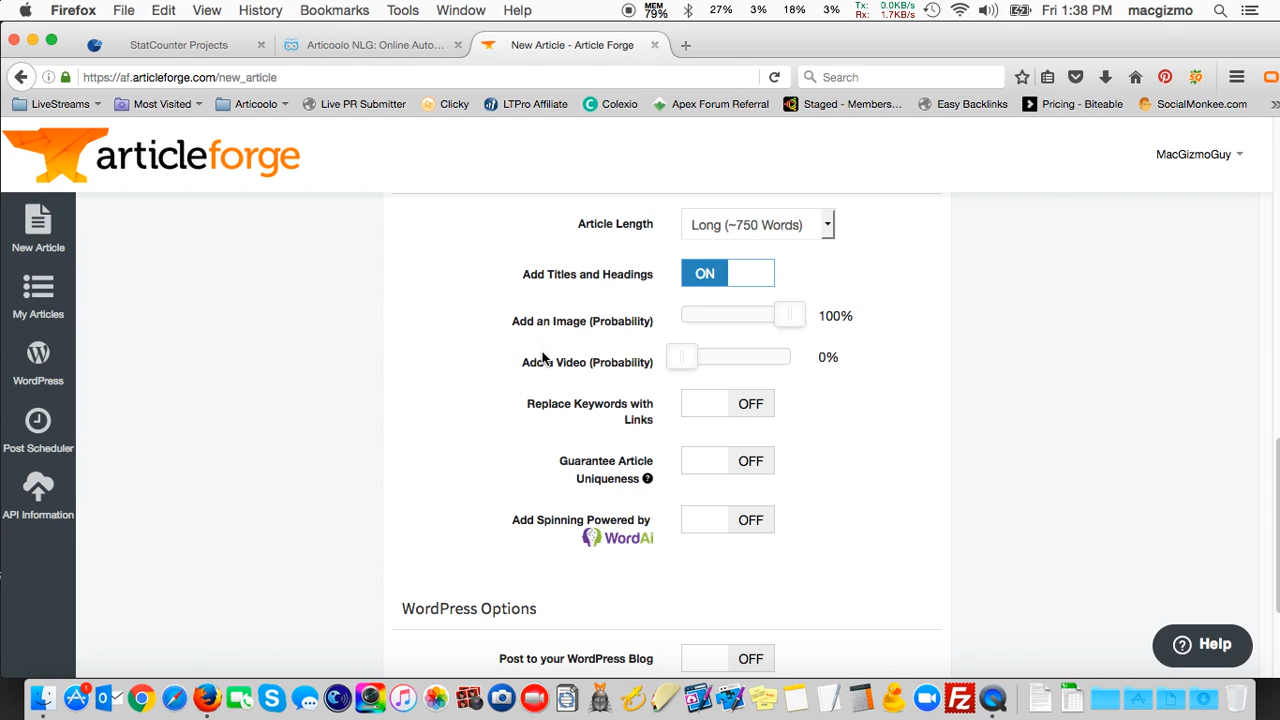 Firefox File Edit View History Bookmarks Tools Window Help MEM 79% 27% 3% 18% 3% Tx: 0.0KB/s Rx: 1.7KB/s Fri 1:38 PM macgizmo
StatCounter Projects × Articoolo NLG: Online Auto... × New Article - Article Forge × +
https://af.articleforge.com/new_article Search
LiveStreams Most Visited Articoolo Live PR Submitter Clicky LTPro Affiliate Colexio Apex Forum Referral Staged - Members... Easy Backlinks Pricing - Biteable SocialMonkee.com
articleforge MacGizmoGuy
New Article
My Articles
WordPress
Post Scheduler
API Information
Article Length Long (~750 Words)
Add Titles and Headings ON
Add an Image (Probability) 100%
Add Video (Probability) 0%
Replace Keywords with
Links
OFF
Guarantee Article
Uniqueness ?
OFF
Add Spinning Powered by
WordAi
OFF
WordPress Options
Post to your WordPress Blog OFF
? Help